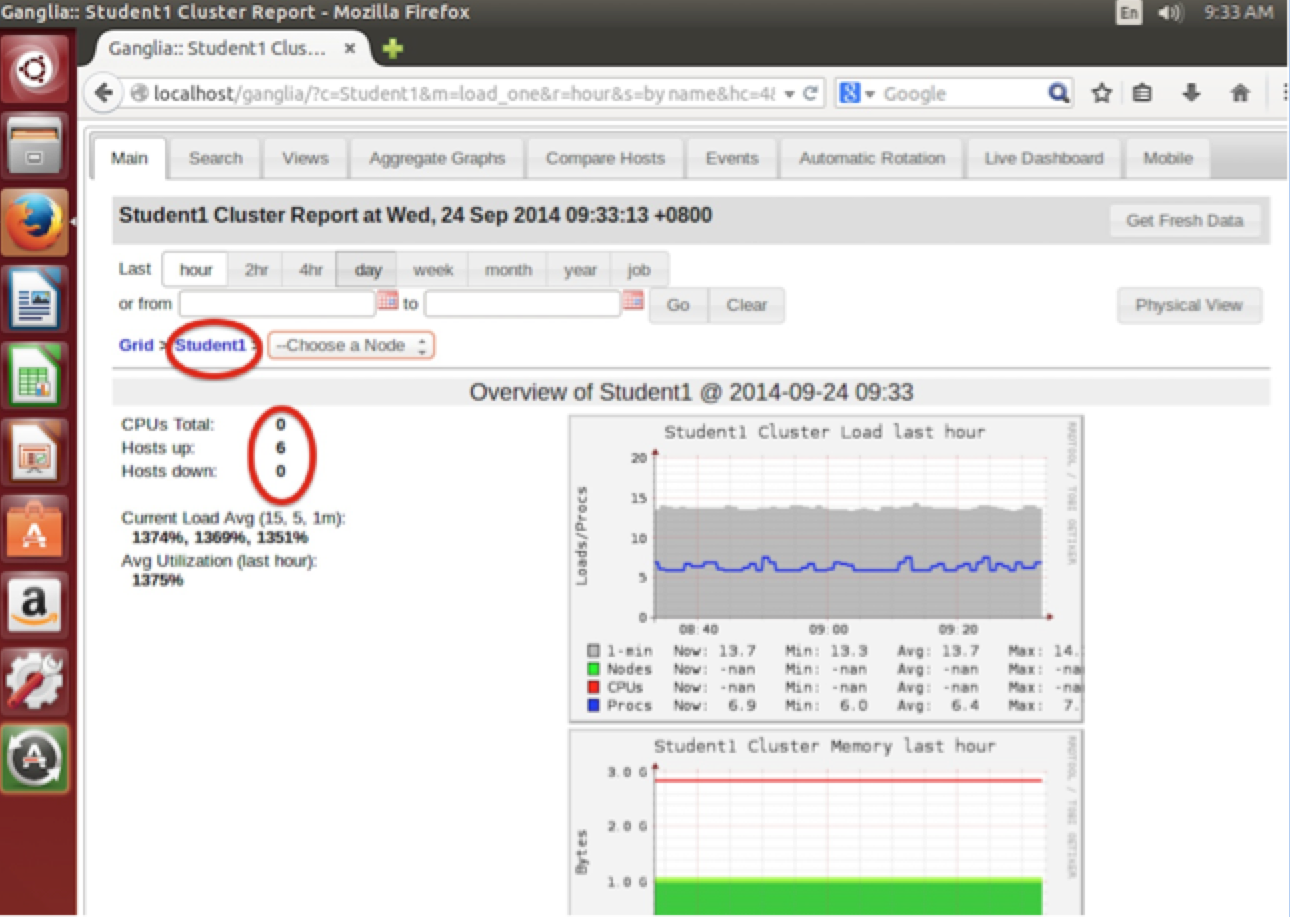 Ganglia:: Student1 Cluster Report - Mozilla Firefox
En
9:33 AM
Ganglia:: Student1 Clus... ×
localhost/ganglia/?c=Student1&m=load_one&r=hour&s=by name&hc=4&
Google
Main Search Views Aggregate Graphs Compare Hosts Events Automatic Rotation Live Dashboard Mobile
Student1 Cluster Report at Wed, 24 Sep 2014 09:33:13 +0800
Get Fresh Data
Last hour 2hr 4hr day week month year job
or from to Go Clear
Physical View
Grid > Student1 > --Choose a Node
Overview of Student1 @ 2014-09-24 09:33
CPUs Total: 0
Hosts up: 6
Hosts down: 0
Current Load Avg (15, 5, 1m):
1374%, 1369%, 1351%
Avg Utilization (last hour):
1375%
Student1 Cluster Load last hour
RRDTOOL / TOBI OETIKER
Loads/Procs
20
15
10
5
0
08:40 09:00 09:20
1-min Now: 13.7 Min: 13.3 Avg: 13.7 Max: 14.
Nodes Now: -nan Min: -nan Avg: -nan Max: -na
CPUs Now: -nan Min: -nan Avg: -nan Max: -na
Procs Now: 6.9 Min: 6.0 Avg: 6.4 Max: 7.
Student1 Cluster Memory last hour
RRDTOOL / TOBI OETIKER
Bytes
3.0 G
2.0 G
1.0 G
a